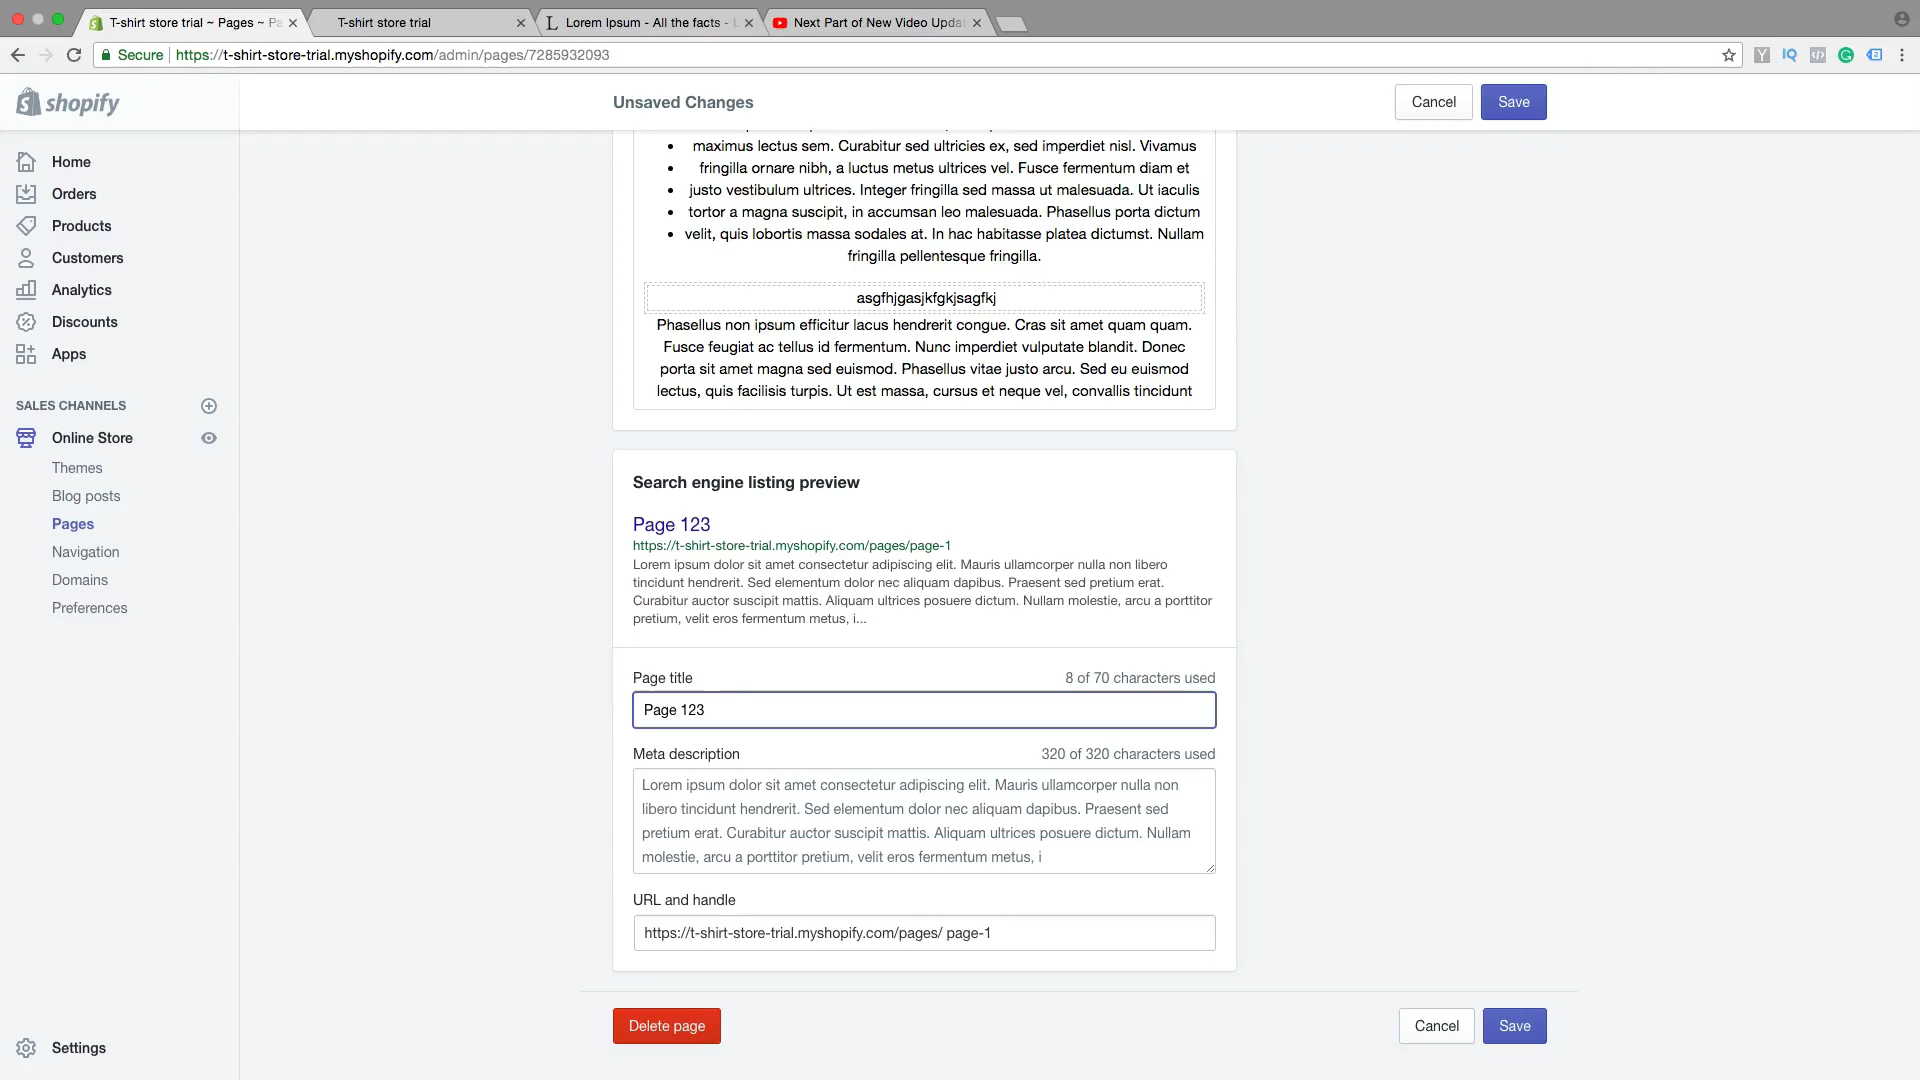 T-shirt store trial ~ Pages ~ Pa
T-shirt store trial
Lorem Ipsum - All the facts - L
Next Part of New Video Updat
Secure https://t-shirt-store-trial.myshopify.com/admin/pages/7285932093
shopify
Unsaved Changes
Cancel
Save
Home
Orders
Products
Customers
Analytics
Discounts
Apps
SALES CHANNELS
Online Store
Themes
Blog posts
Pages
Navigation
Domains
Preferences
Settings
maximus lectus sem. Curabitur sed ultricies ex, sed imperdiet nisl. Vivamus
fringilla ornare nibh, a luctus metus ultrices vel. Fusce fermentum diam et
justo vestibulum ultrices. Integer fringilla sed massa ut malesuada. Ut iaculis
tortor a magna suscipit, in accumsan leo malesuada. Phasellus porta dictum
velit, quis lobortis massa sodales at. In hac habitasse platea dictumst. Nullam
fringilla pellentesque fringilla.
asgfhjgasjkfgkjsagfkj
Phasellus non ipsum efficitur lacus hendrerit congue. Cras sit amet quam quam.
Fusce feugiat ac tellus id fermentum. Nunc imperdiet vulputate blandit. Donec
porta sit amet magna sed euismod. Phasellus vitae justo arcu. Sed eu euismod
lectus, quis facilisis turpis. Ut est massa, cursus et neque vel, convallis tincidunt
Search engine listing preview
Page 123
https://t-shirt-store-trial.myshopify.com/pages/page-1
Lorem ipsum dolor sit amet consectetur adipiscing elit. Mauris ullamcorper nulla non libero
tincidunt hendrerit. Sed elementum dolor nec aliquam dapibus. Praesent sed pretium erat.
Curabitur auctor suscipit mattis. Aliquam ultrices posuere dictum. Nullam molestie, arcu a porttitor
pretium, velit eros fermentum metus, i...
Page title
8 of 70 characters used
Page 123
Meta description
320 of 320 characters used
Lorem ipsum dolor sit amet consectetur adipiscing elit. Mauris ullamcorper nulla non
libero tincidunt hendrerit. Sed elementum dolor nec aliquam dapibus. Praesent sed
pretium erat. Curabitur auctor suscipit mattis. Aliquam ultrices posuere dictum. Nullam
molestie, arcu a porttitor pretium, velit eros fermentum metus, i
URL and handle
https://t-shirt-store-trial.myshopify.com/pages/ page-1
Delete page
Cancel
Save